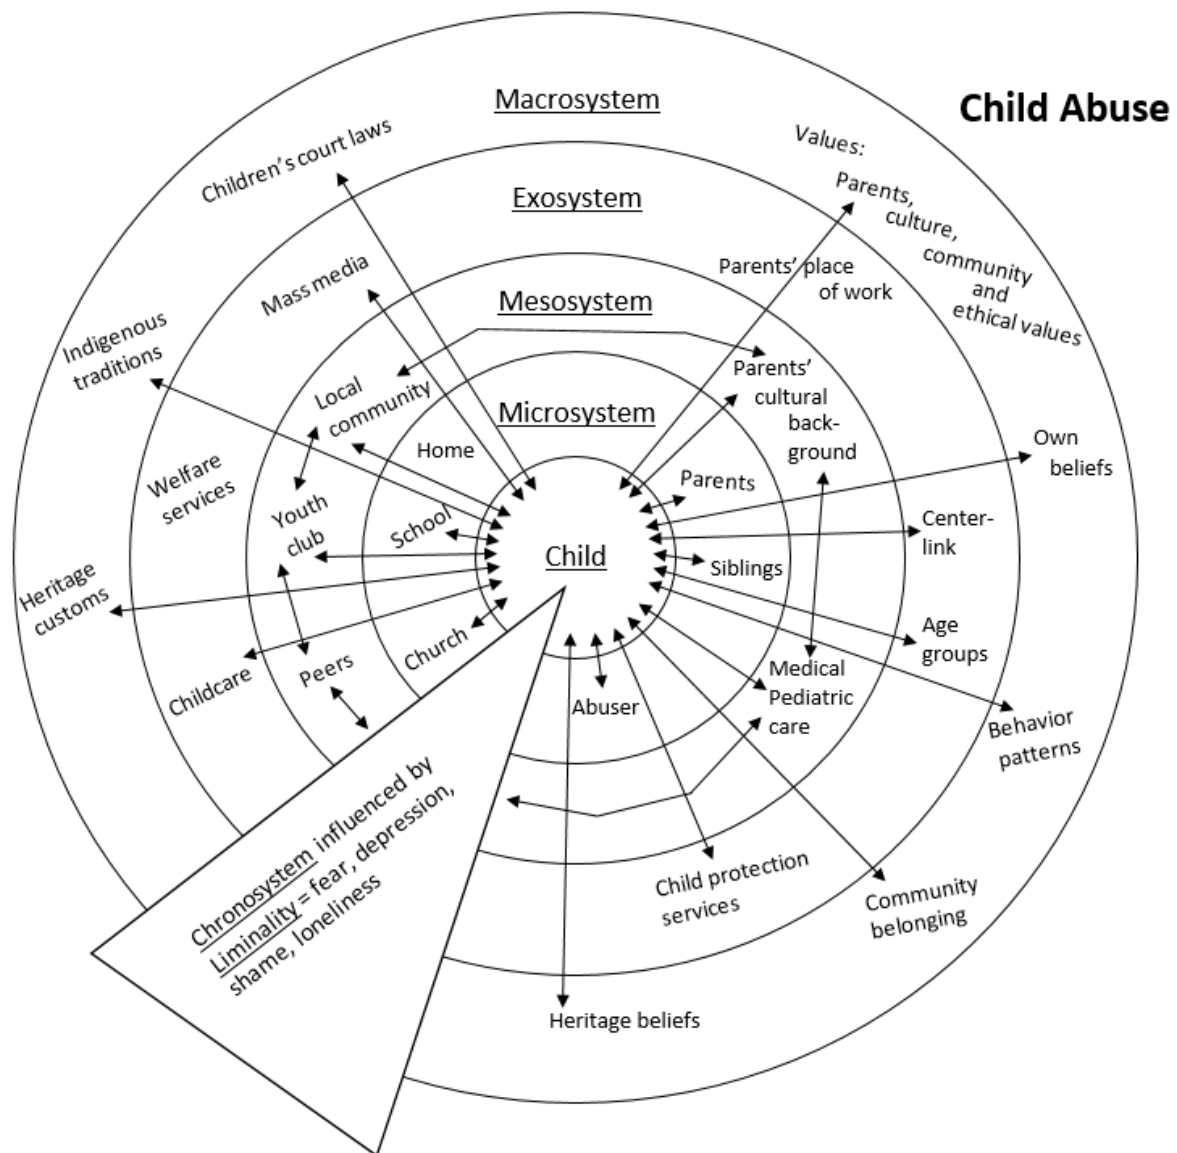 Child Abuse
Macrosystem
Children's court laws
Values:
Parents,
culture,
community
and
ethical values
Exosystem
Mass media
Parents' place
of work
Indigenous
traditions
Mesosystem
Local
community
Parents'
cultural
back-
ground
Microsystem
Home
Parents
Own
beliefs
Welfare
services
Youth
club
School
Child
Siblings
Center-
link
Heritage
customs
Age
groups
Childcare
Peers
Church
Abuser
Medical
Pediatric
care
Behavior
patterns
Chronosystem influenced by
Liminality = fear, depression,
shame, loneliness
Child protection
services
Community
belonging
Heritage beliefs